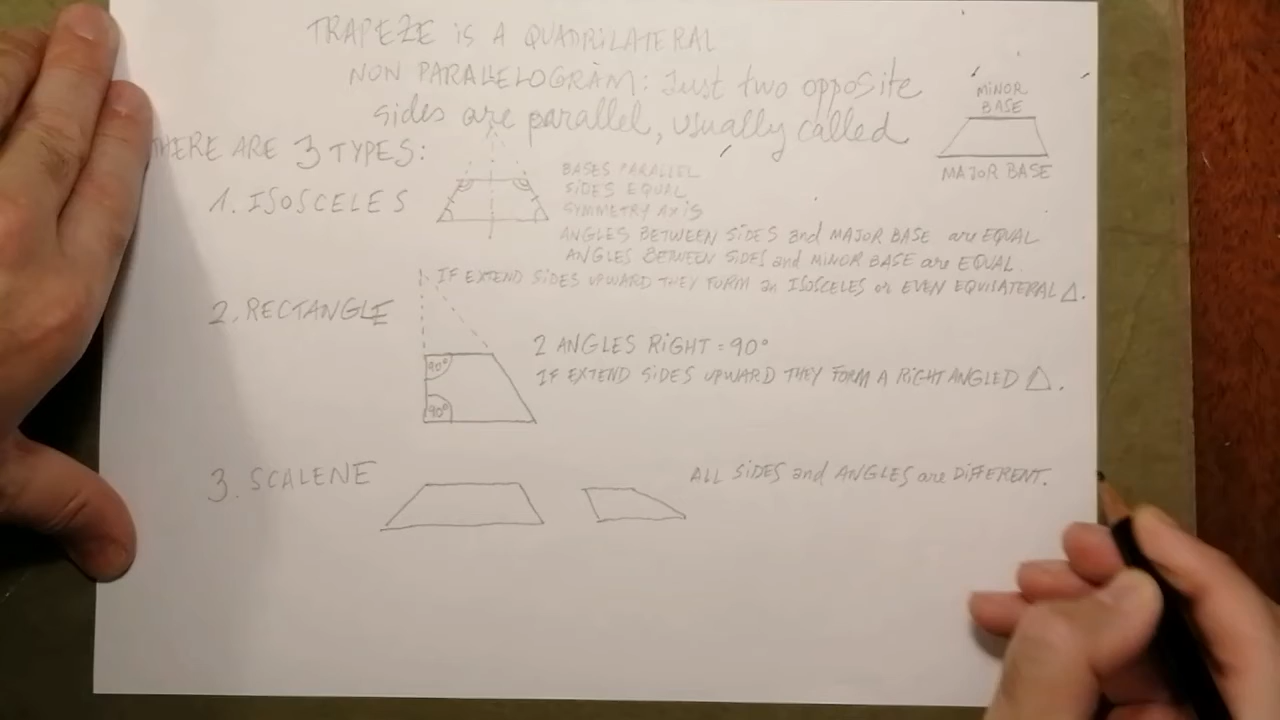 TRAPEZE iS A QUADRiLATERAL
NON PARALLELOGRAM: Just two opposite
sides are parallel, usually called
MiNOR
BASE
MAJOR BASE
THERE ARE 3 TYPES:
1. ISOSCELES
BASES PARALLEL
SiDES EQUAL
SYMMETRY AXiS
ANGLES BETWEEN SiDES and MAJOR BASE are EQUAL
ANGLES BETWEEN SiDES and MiNOR BASE are EQUAL.
IF EXTEND SiDES UPWARD THEY FORM an ISOSCELES or EVEN EQUiSATERAL △.
2. RECTANGLE
90°
90°
2 ANGLES RiGHT = 90°
IF EXTEND SiDES UPWARD THEY FORM A RiGHT ANGLED △.
3. SCALENE
ALL SiDES and ANGLES are DiFFERENT.